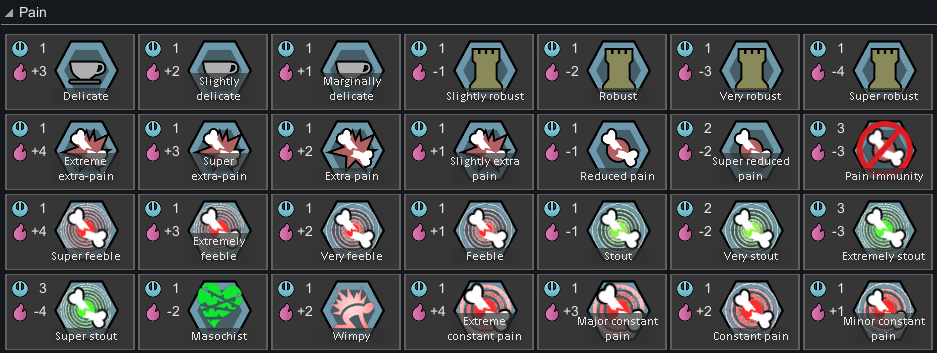 Pain
1 1 1 1 1 1 1
+3 +2 +1 -1 -2 -3 -4
Delicate Slightly delicate Marginally delicate Slightly robust Robust Very robust Super robust
1 1 1 1 1 2 3
+4 +3 +2 +1 -1 -2 -3
Extreme extra-pain Super extra-pain Extra pain Slightly extra pain Reduced pain Super reduced pain Pain immunity
1 1 1 1 1 2 3
+4 +3 +2 +1 -1 -2 -3
Super feeble Extremely feeble Very feeble Feeble Stout Very stout Extremely stout
3 1 1 1 1 1 1
-4 -2 +2 +4 +3 +2 +1
Super stout Masochist Wimpy Extreme constant pain Major constant pain Constant pain Minor constant pain